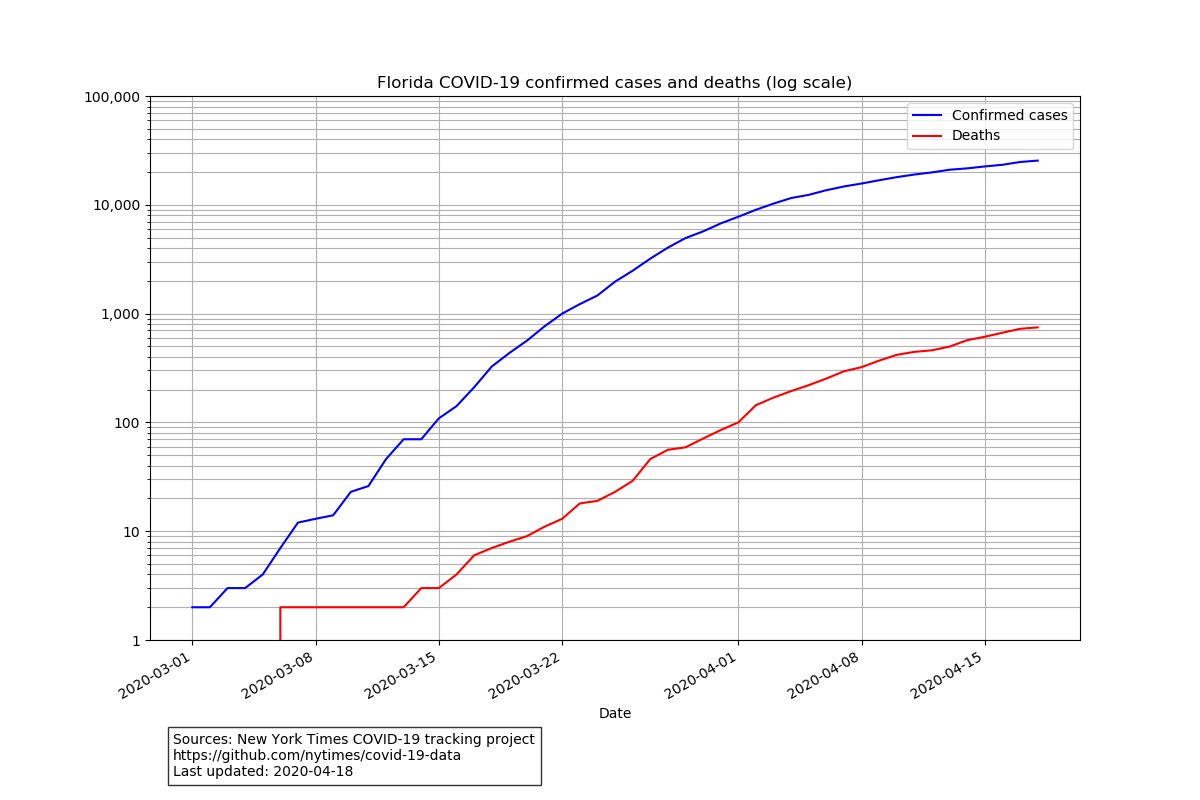 Florida COVID-19 confirmed cases and deaths (log scale)
100,000
10,000
1,000
100
10
1
Confirmed cases
Deaths
2020-03-01
2020-03-08
2020-03-15
2020-03-22
2020-04-01
2020-04-08
2020-04-15
Date
Sources: New York Times COVID-19 tracking project
https://github.com/nytimes/covid-19-data
Last updated: 2020-04-18